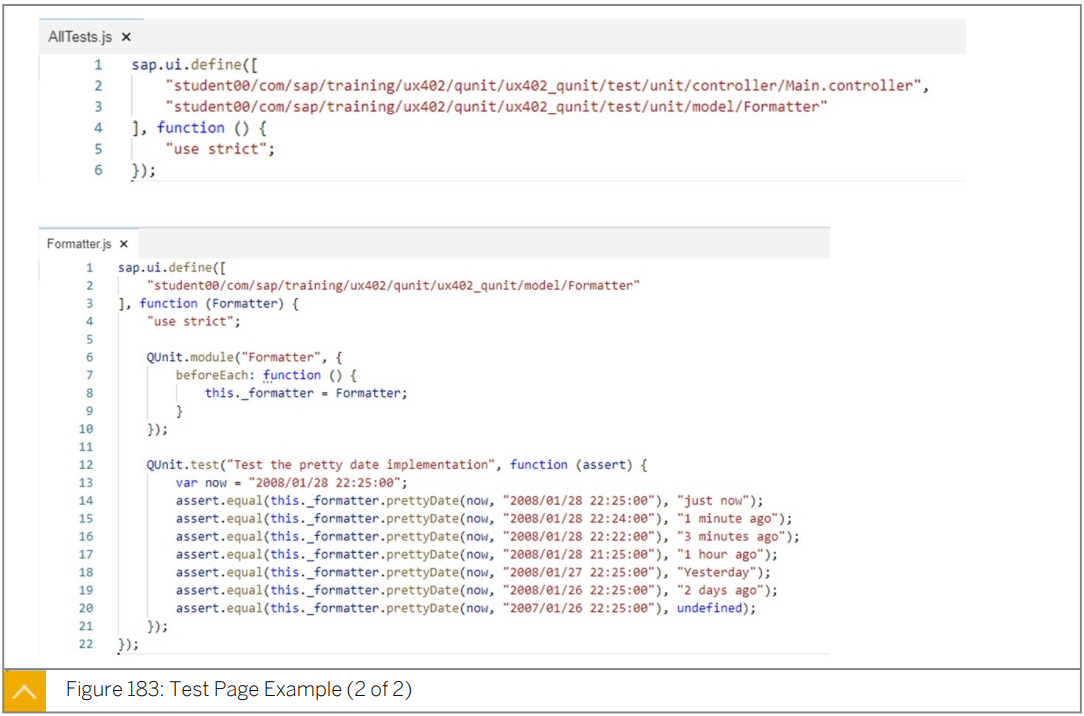 AllTests.js ×
1 sap.ui.define([
2 "student00/com/sap/training/ux402/qunit/ux402_qunit/test/unit/controller/Main.controller",
3 "student00/com/sap/training/ux402/qunit/ux402_qunit/test/unit/model/Formatter"
4 ], function () {
5 "use strict";
6 });
Formatter.js ×
1 sap.ui.define([
2 "student00/com/sap/training/ux402/qunit/ux402_qunit/model/Formatter"
3 ], function (Formatter) {
4 "use strict";
5
6 QUnit.module("Formatter", {
7 beforeEach: function () {
8 this._formatter = Formatter;
9 }
10 });
11
12 QUnit.test("Test the pretty date implementation", function (assert) {
13 var now = "2008/01/28 22:25:00";
14 assert.equal(this._formatter.prettyDate(now, "2008/01/28 22:25:00"), "just now");
15 assert.equal(this._formatter.prettyDate(now, "2008/01/28 22:24:00"), "1 minute ago");
16 assert.equal(this._formatter.prettyDate(now, "2008/01/28 22:22:00"), "3 minutes ago");
17 assert.equal(this._formatter.prettyDate(now, "2008/01/28 21:25:00"), "1 hour ago");
18 assert.equal(this._formatter.prettyDate(now, "2008/01/27 22:25:00"), "Yesterday");
19 assert.equal(this._formatter.prettyDate(now, "2008/01/26 22:25:00"), "2 days ago");
20 assert.equal(this._formatter.prettyDate(now, "2007/01/26 22:25:00"), undefined);
21 });
22 });
Figure 183: Test Page Example (2 of 2)